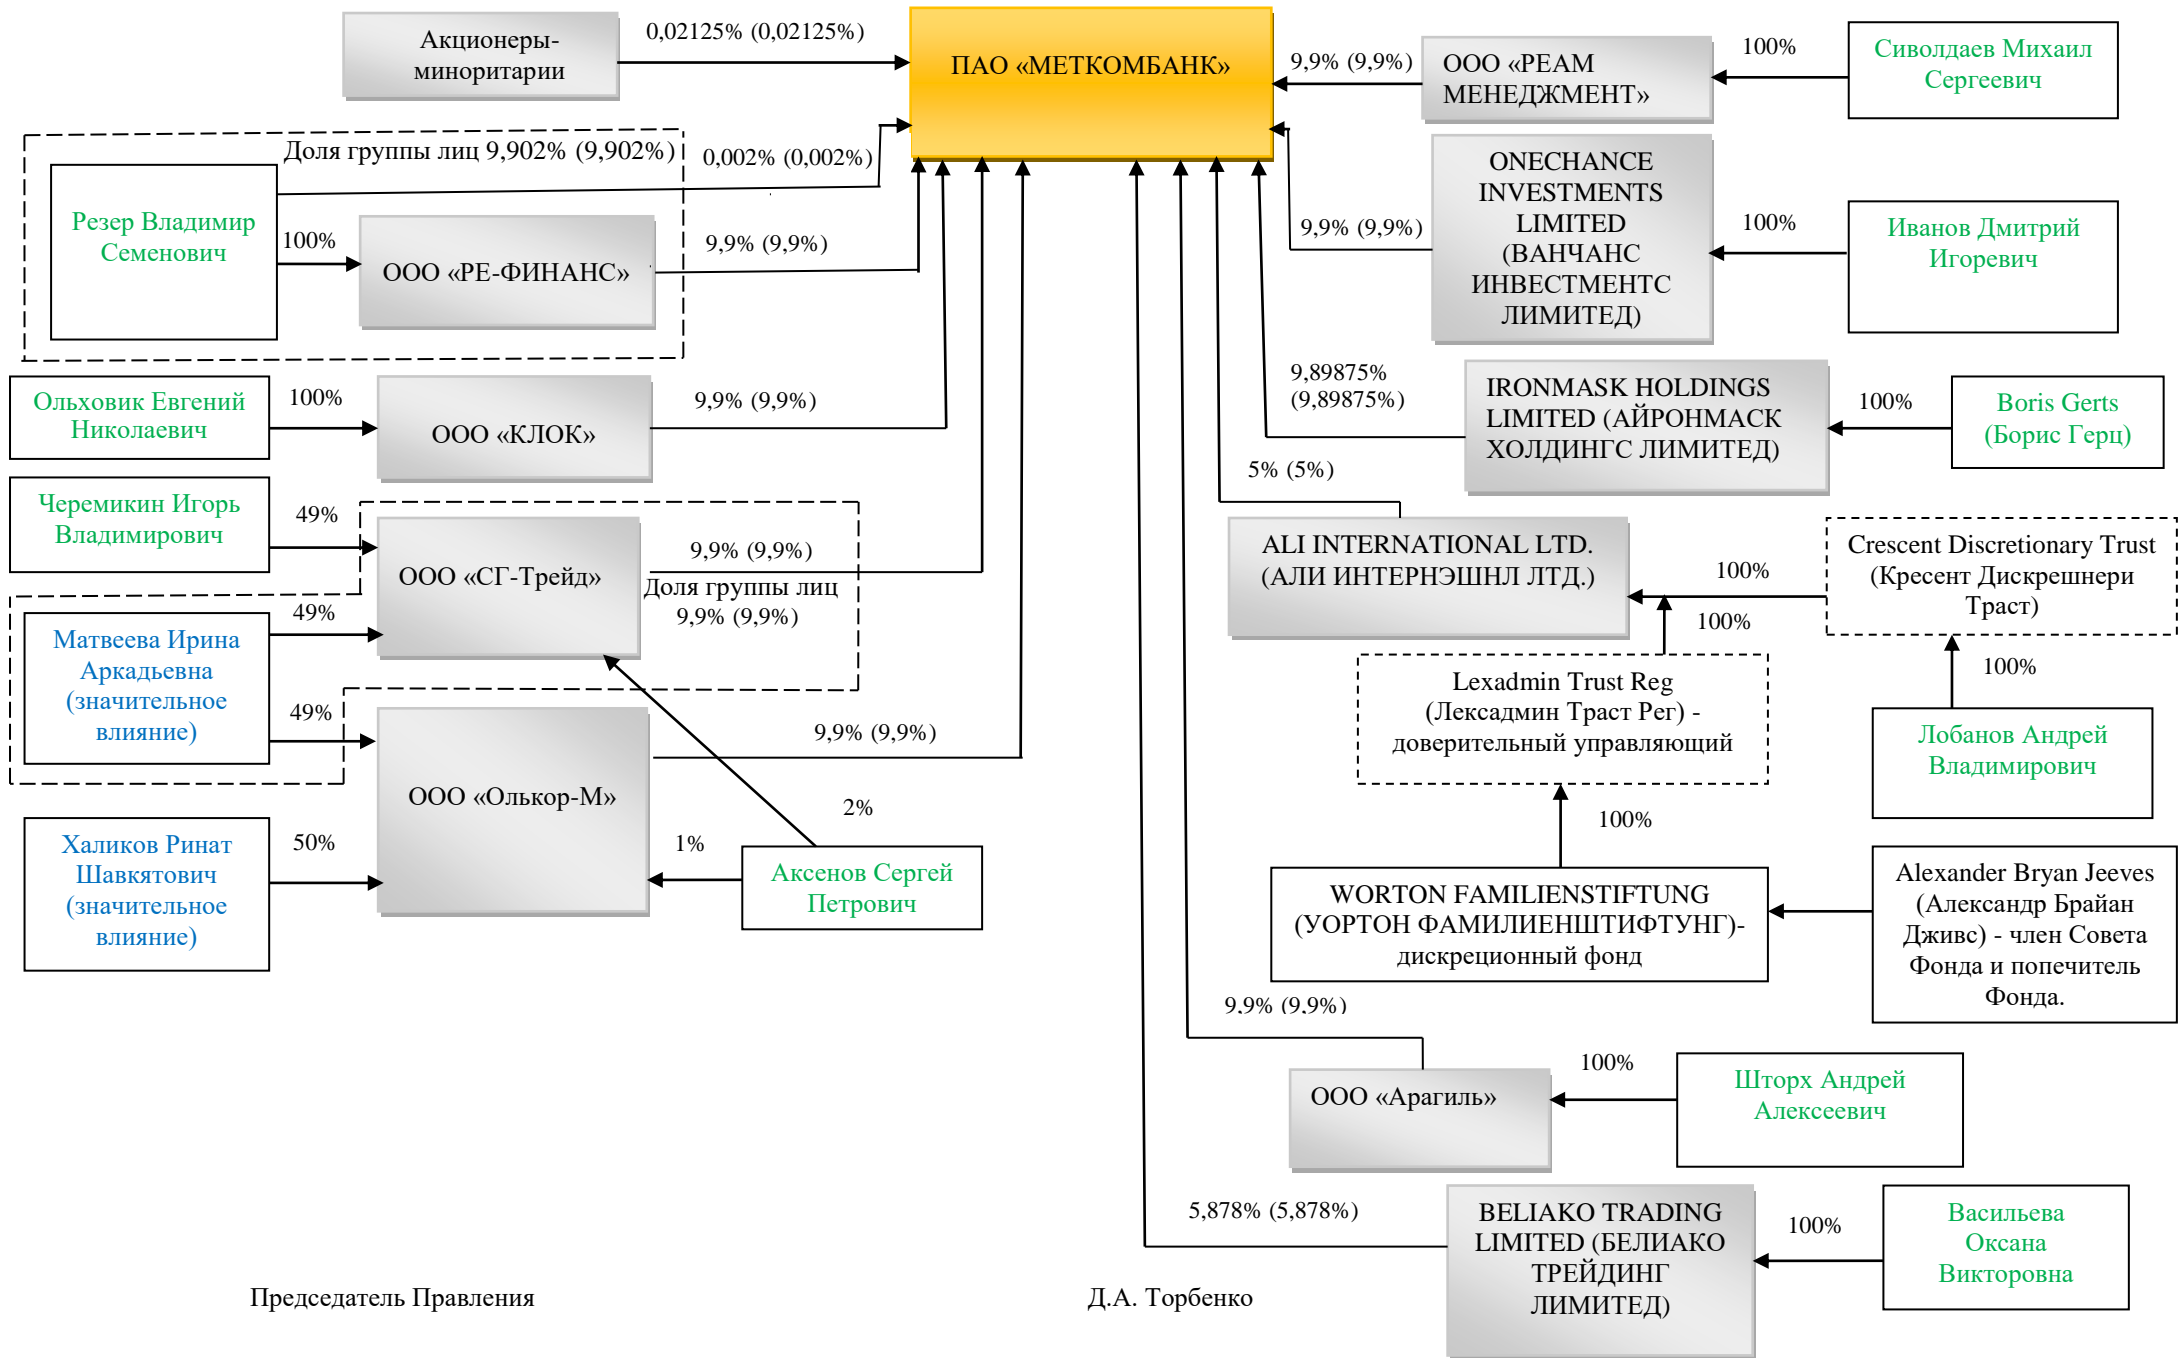 Акционеры-
миноритарии
0,02125% (0,02125%)
ПАО «МЕТКОМБАНК»
9,9% (9,9%)
ООО «РЕАМ
МЕНЕДЖМЕНТ»
100%
Сиволдаев Михаил
Сергеевич
Доля группы лиц 9,902% (9,902%)
0,002% (0,002%)
Резер Владимир
Семенович
100%
ООО «РЕ-ФИНАНС»
9,9% (9,9%)
9,9% (9,9%)
ONECHANCE
INVESTMENTS
LIMITED
(ВАНЧАНС
ИНВЕСТМЕНТС
ЛИМИТЕД)
100%
Иванов Дмитрий
Игоревич
Ольховик Евгений
Николаевич
100%
ООО «КЛОК»
9,9% (9,9%)
9,89875%
(9,89875%)
IRONMASK HOLDINGS
LIMITED (АЙРОНМАСК
ХОЛДИНГС ЛИМИТЕД)
100%
Boris Gerts
(Борис Герц)
Черемикин Игорь
Владимирович
49%
ООО «СГ-Трейд»
9,9% (9,9%)
Доля группы лиц
9,9% (9,9%)
5% (5%)
ALI INTERNATIONAL LTD.
(АЛИ ИНТЕРНЭШНЛ ЛТД.)
100%
100%
Crescent Discretionary Trust
(Кресент Дискрешнери
Траст)
Матвеева Ирина
Аркадьевна
(значительное
влияние)
49%
49%
Lexadmin Trust Reg
(Лексадмин Траст Рег) -
доверительный управляющий
100%
Лобанов Андрей
Владимирович
ООО «Олькор-М»
9,9% (9,9%)
2%
1%
Аксенов Сергей
Петрович
Халиков Ринат
Шавкятович
(значительное
влияние)
50%
100%
WORTON FAMILIENSTIFTUNG
(УОРТОН ФАМИЛИЕНШТИФТУНГ)-
дискреционный фонд
Alexander Bryan Jeeves
(Александр Брайан
Дживс) - член Совета
Фонда и попечитель
Фонда.
9,9% (9,9%)
ООО «Арагиль»
100%
Шторх Андрей
Алексеевич
5,878% (5,878%)
BELIAKO TRADING
LIMITED (БЕЛИАКО
ТРЕЙДИНГ
ЛИМИТЕД)
100%
Васильева
Оксана
Викторовна
Председатель Правления
Д.А. Торбенко